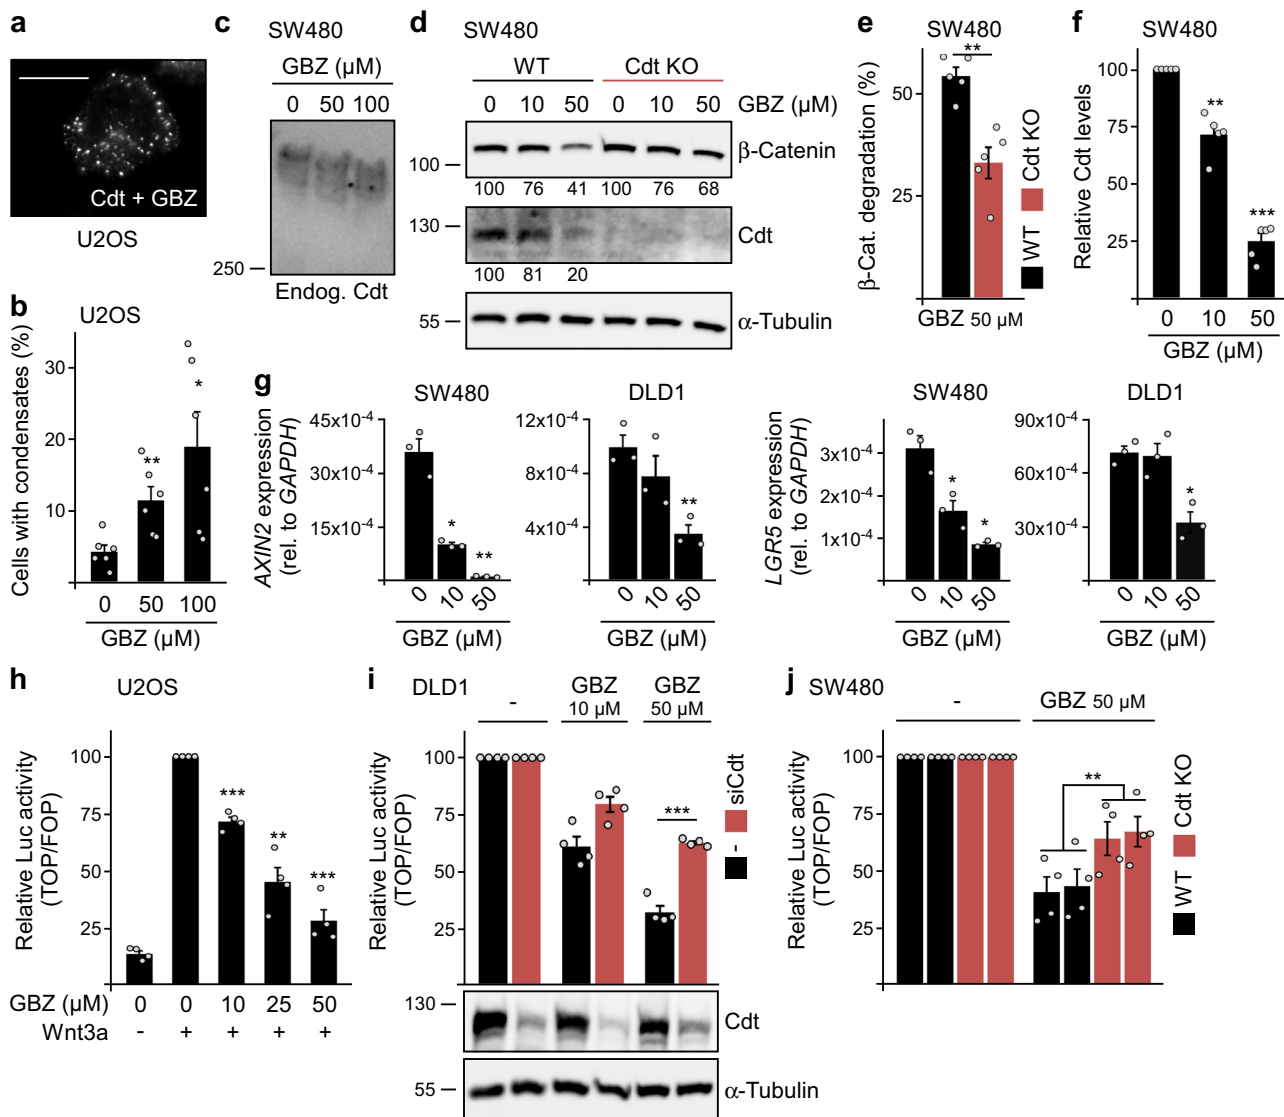 a
Cdt + GBZ
U2OS
b
U2OS
Cells with condensates (%)
30
20
10
0 50 100
GBZ (µM)
c
SW480
GBZ (µM)
0 50 100
250
Endog. Cdt
d
SW480
WT Cdt KO
0 10 50 0 10 50 GBZ (µM)
100 β-Catenin
100 76 41 100 76 68
130 Cdt
100 81 20
55 α-Tubulin
e
SW480
β-Cat. degradation (%)
**
50
25
GBZ 50 µM
WT Cdt KO
f
SW480
Relative Cdt levels
100
75
50
25
**
***
0 10 50
GBZ (µM)
*
**
g
AXIN2 expression
(rel. to GAPDH)
SW480
45x10-4
30x10-4
15x10-4
*
**
0 10 50
GBZ (µM)
DLD1
12x10-4
8x10-4
4x10-4
**
0 10 50
GBZ (µM)
LGR5 expression
(rel. to GAPDH)
SW480
3x10-4
2x10-4
1x10-4
*
*
0 10 50
GBZ (µM)
DLD1
90x10-4
60x10-4
30x10-4
*
0 10 50
GBZ (µM)
h
U2OS
Relative Luc activity
(TOP/FOP)
100
75
50
25
***
**
***
GBZ (µM) 0 0 10 25 50
Wnt3a - + + + +
i
DLD1
-
GBZ
10 µM
GBZ
50 µM
Relative Luc activity
(TOP/FOP)
100
75
50
25
***
- siCdt
130 Cdt
55 α-Tubulin
j
SW480
- GBZ 50 µM
Relative Luc activity
(TOP/FOP)
100
75
50
25
**
WT Cdt KO